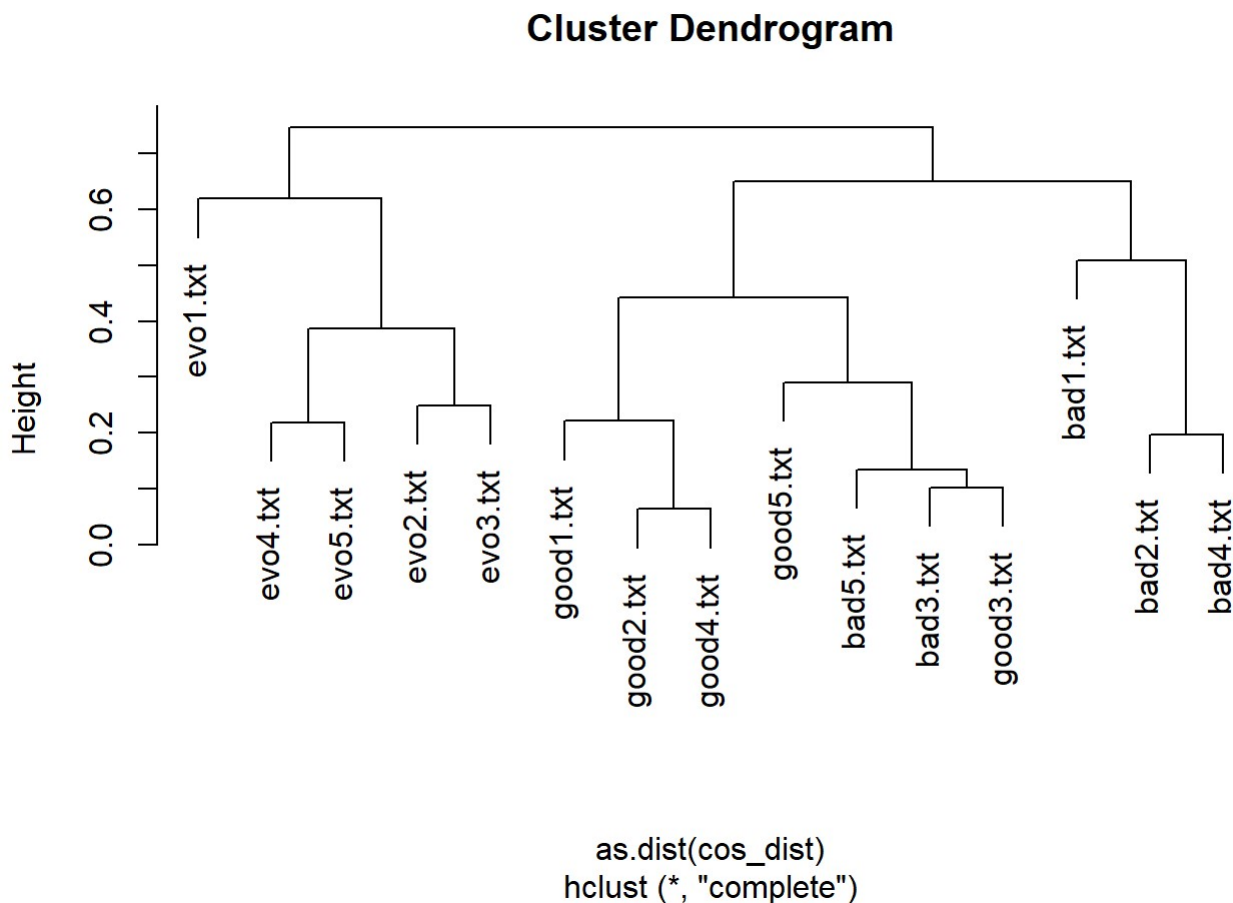 Cluster Dendrogram
Height
0.0
0.2
0.4
0.6
evo1.txt
evo4.txt
evo5.txt
evo2.txt
evo3.txt
good1.txt
good2.txt
good4.txt
good5.txt
bad5.txt
bad3.txt
good3.txt
bad1.txt
bad2.txt
bad4.txt
as.dist(cos_dist)
hclust (*, "complete")